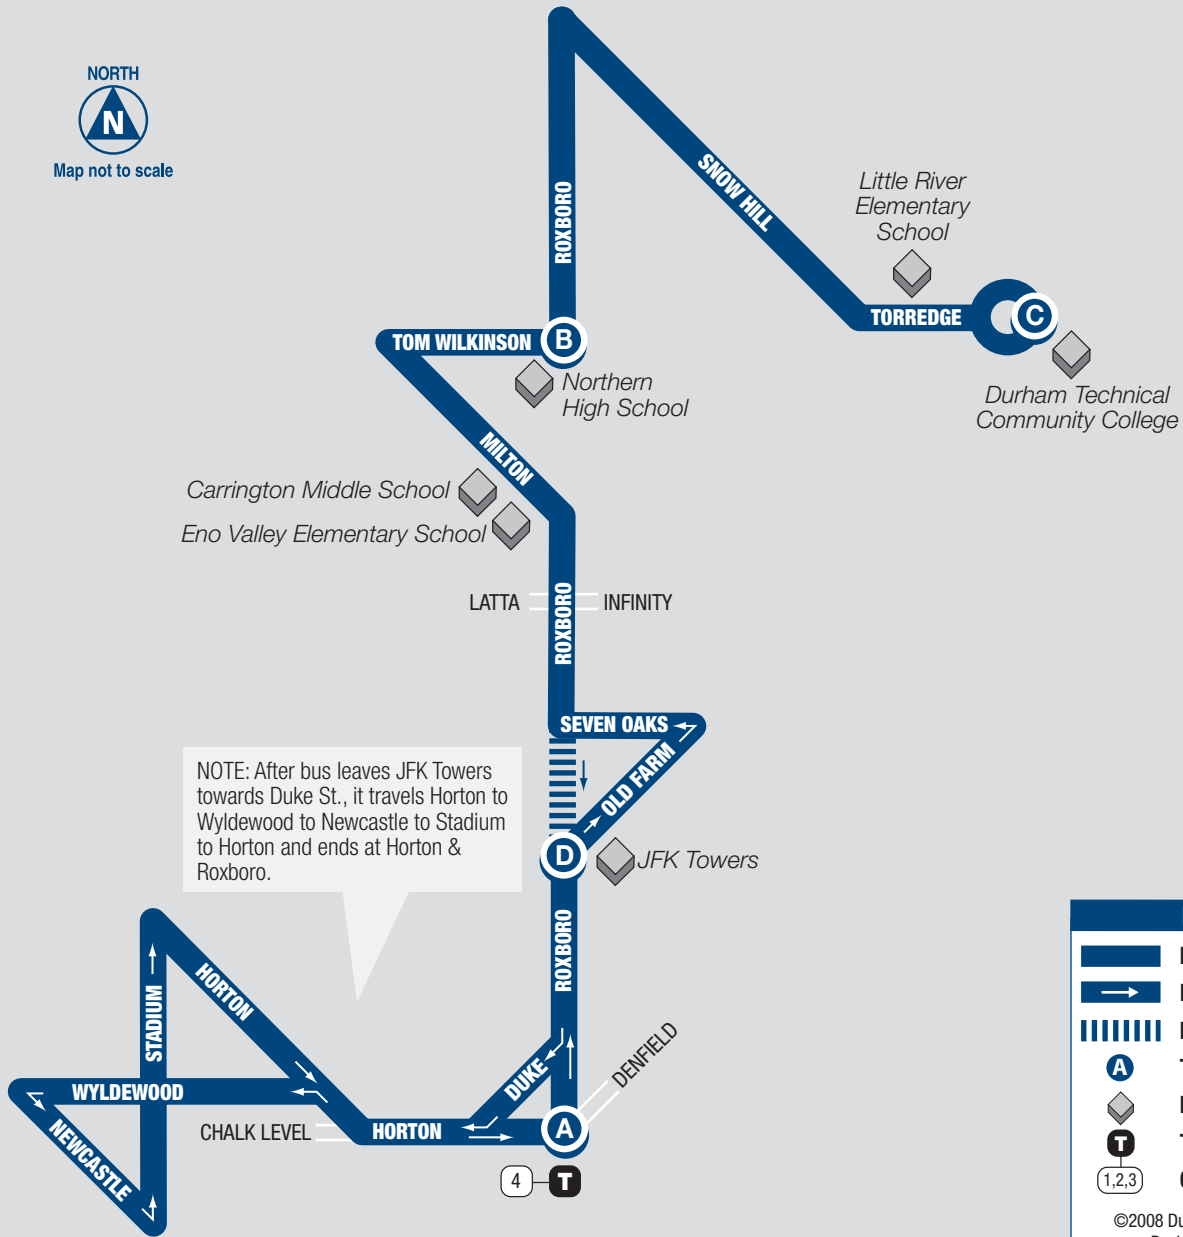 NORTH
N
Map not to scale
ROXBORO
SNOW HILL
Little River
Elementary
School
TORREDGE
C
TOM WILKINSON
B
Northern
High School
Durham Technical
Community College
MILTON
Carrington Middle School
Eno Valley Elementary School
LATTA
ROXBORO
INFINITY
SEVEN OAKS
OLD FARM
NOTE: After bus leaves JFK Towers
towards Duke St., it travels Horton to
Wyldewood to Newcastle to Stadium
to Horton and ends at Horton &
Roxboro.
D
JFK Towers
ROXBORO
HORTON
STADIUM
DUKE
DENFIELD
WYLDEWOOD
NEWCASTLE
CHALK LEVEL
HORTON
A
4
T
A
T
1,2,3
©2008 Du